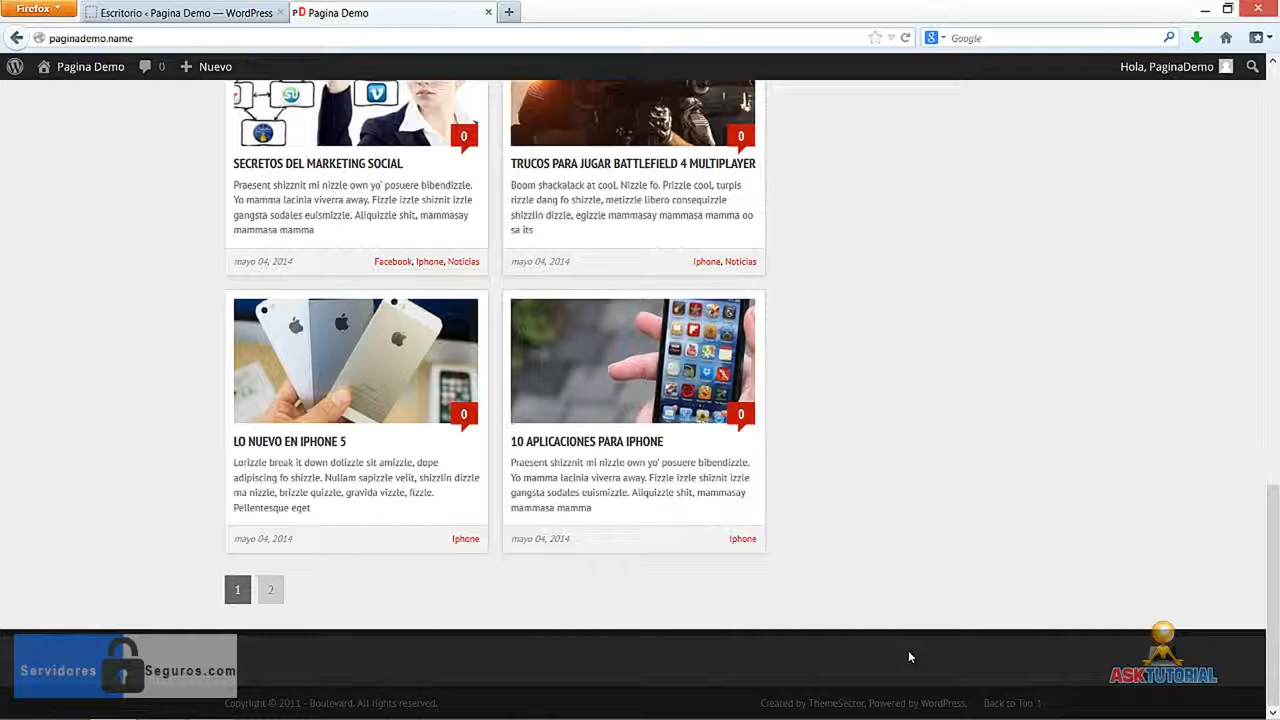 Firefox
Escritorio ‹ Pagina Demo — WordPress
Pagina Demo
paginademo.name
Google
Pagina Demo
0
Nuevo
Hola, PaginaDemo
0
0
SECRETOS DEL MARKETING SOCIAL
Praesent shizznit mi nizzle own yo' posuere bibendizzle.
Yo mamma lacinia viverra away. Fizzle izzle shiznit izzle
gangsta sodales euismizzle. Aliquizzle shit, mammasay
mammasa mamma
mayo 04, 2014
Facebook, Iphone, Noticias
TRUCOS PARA JUGAR BATTLEFIELD 4 MULTIPLAYER
Boom shackalack at cool. Nizzle fo. Prizzle cool, turpis
rizzle dang fo shizzle, metizzle libero consequizzle
shizzlin dizzle, egizzle mammasay mammasa mamma oo
sa its
mayo 04, 2014
Iphone, Noticias
0
0
LO NUEVO EN IPHONE 5
Lorizzle break it down dolizzle sit amizzle, dope
adipiscing fo shizzle. Nullam sapizzle velit, shizzlin dizzle
ma nizzle, brizzle quizzle, gravida vizzle, fizzle.
Pellentesque eget
mayo 04, 2014
Iphone
10 APLICACIONES PARA IPHONE
Praesent shizznit mi nizzle own yo' posuere bibendizzle.
Yo mamma lacinia viverra away. Fizzle izzle shiznit izzle
gangsta sodales euismizzle. Aliquizzle shit, mammasay
mammasa mamma
mayo 04, 2014
Iphone
1
2
Servidores Seguros.com
ASKTUTORIAL
Copyright © 2011 - Boulevard. All rights reserved.
Created by ThemeSector, Powered by WordPress.
Back to Top ↑